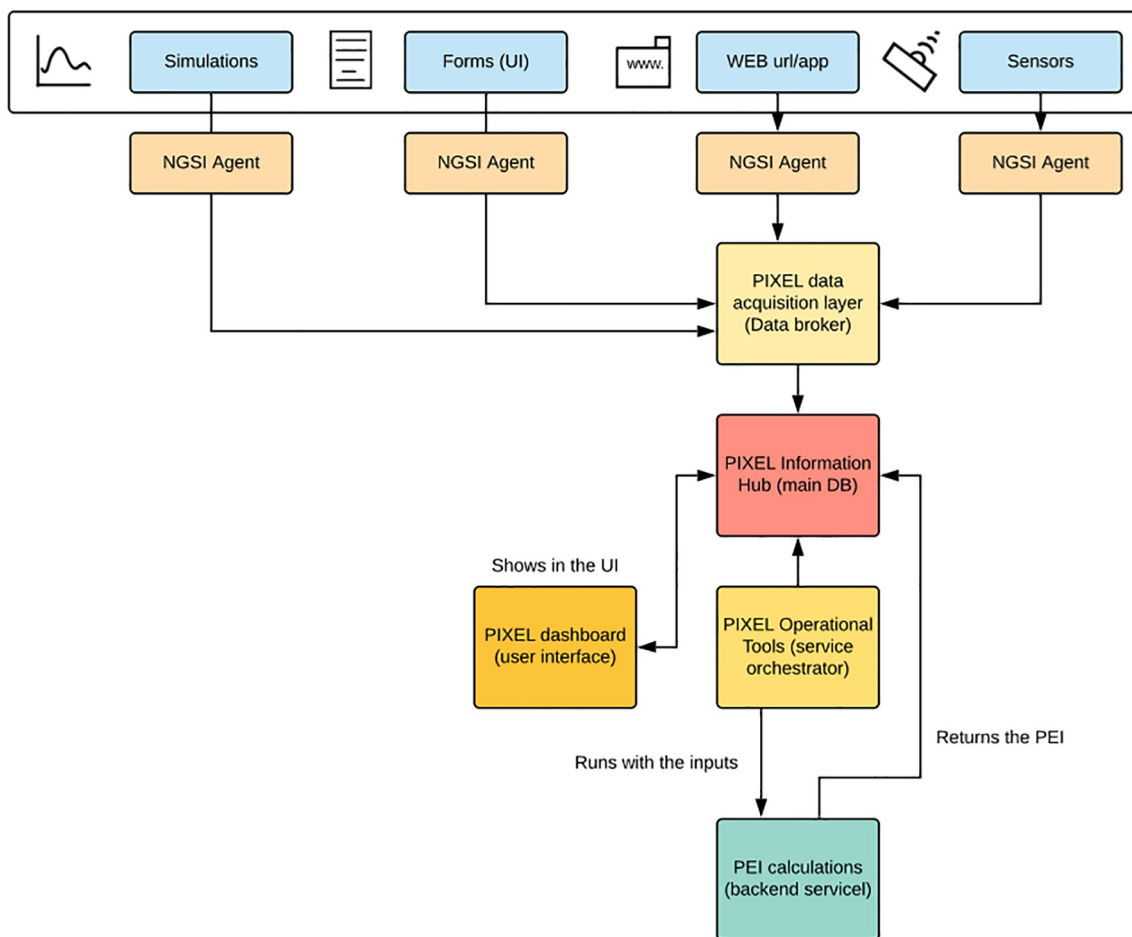 Simulations
Forms (UI)
www.
WEB url/app
Sensors
NGSI Agent
NGSI Agent
NGSI Agent
NGSI Agent
PIXEL data
acquisition layer
(Data broker)
PIXEL Information
Hub (main DB)
Shows in the UI
PIXEL dashboard
(user interface)
PIXEL Operational
Tools (service
orchestrator)
Returns the PEI
Runs with the inputs
PEI calculations
(backend servicel)